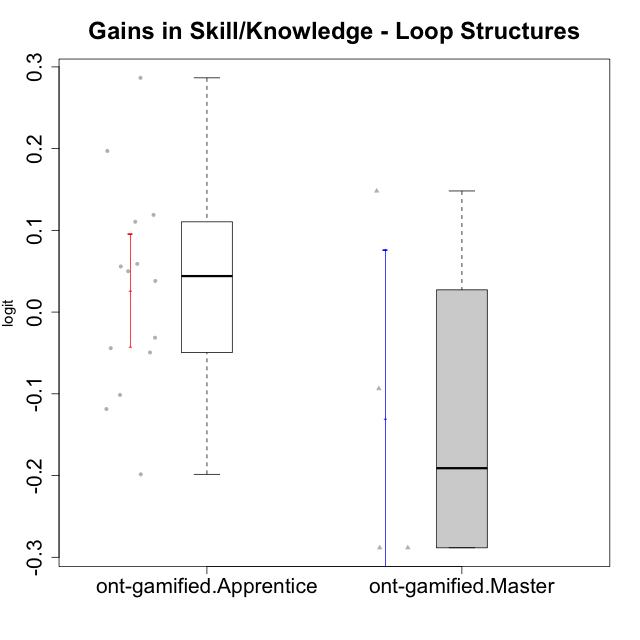 Gains in Skill/Knowledge - Loop Structures
logit
0.3
0.2
0.1
0.0
-0.1
-0.2
-0.3
ont-gamified.Apprentice
ont-gamified.Master